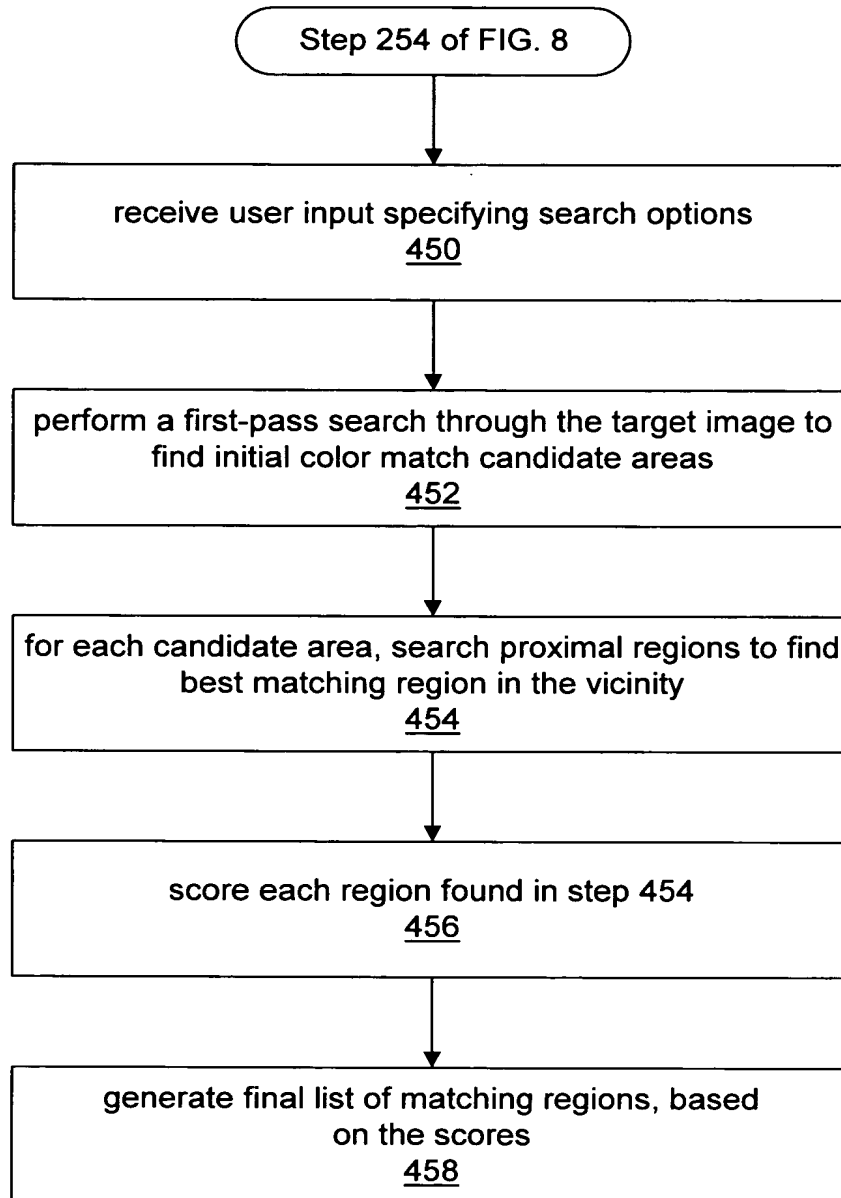 Step 254 of FIG. 8
receive user input specifying search options
450
perform a first-pass search through the target image to
find initial color match candidate areas
452
for each candidate area, search proximal regions to find
best matching region in the vicinity
454
score each region found in step 454
456
generate final list of matching regions, based
on the scores
458